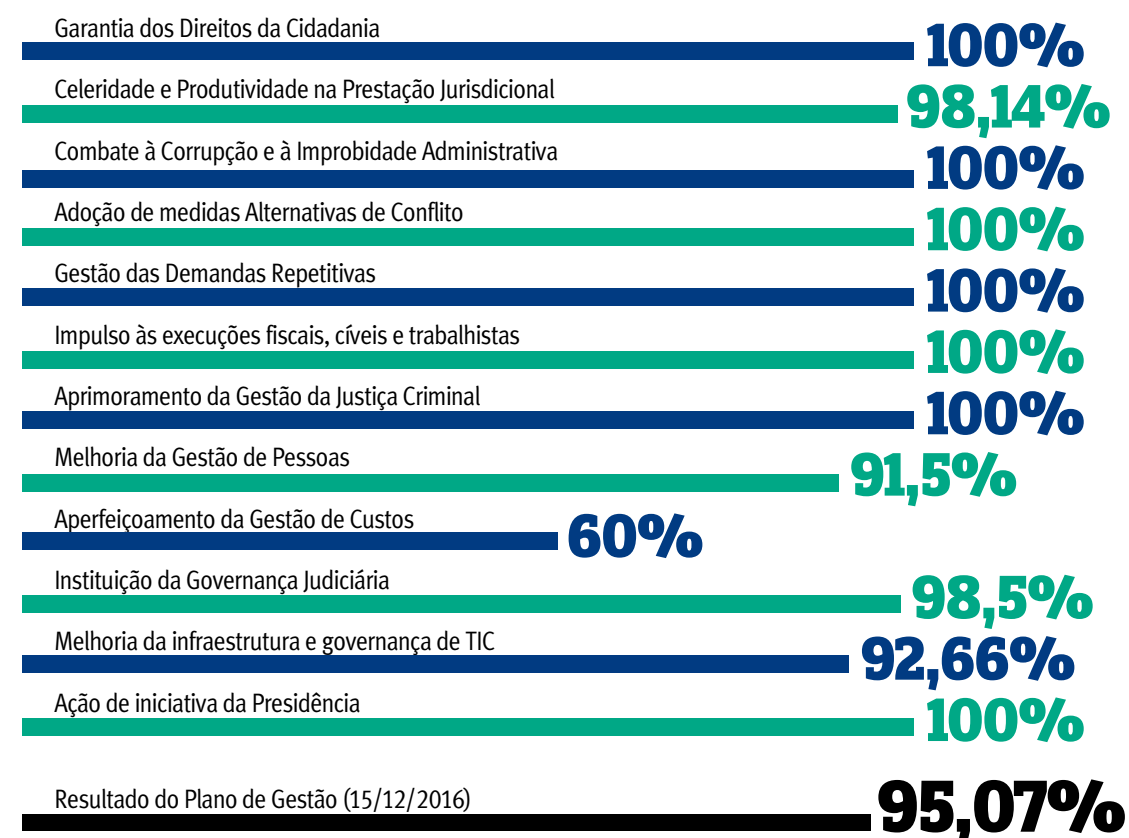 Garantia dos Direitos da Cidadania
100%
Celeridade e Produtividade na Prestação Jurisdicional
98,14%
Combate à Corrupção e à Improbidade Administrativa
100%
Adoção de medidas Alternativas de Conflito
100%
Gestão das Demandas Repetitivas
100%
Impulso às execuções fiscais, cíveis e trabalhistas
100%
Aprimoramento da Gestão da Justiça Criminal
100%
Melhoria da Gestão de Pessoas
91,5%
Aperfeiçoamento da Gestão de Custos
60%
Instituição da Governança Judiciária
98,5%
Melhoria da infraestrutura e governança de TIC
92,66%
Ação de iniciativa da Presidência
100%
Resultado do Plano de Gestão (15/12/2016)
95,07%